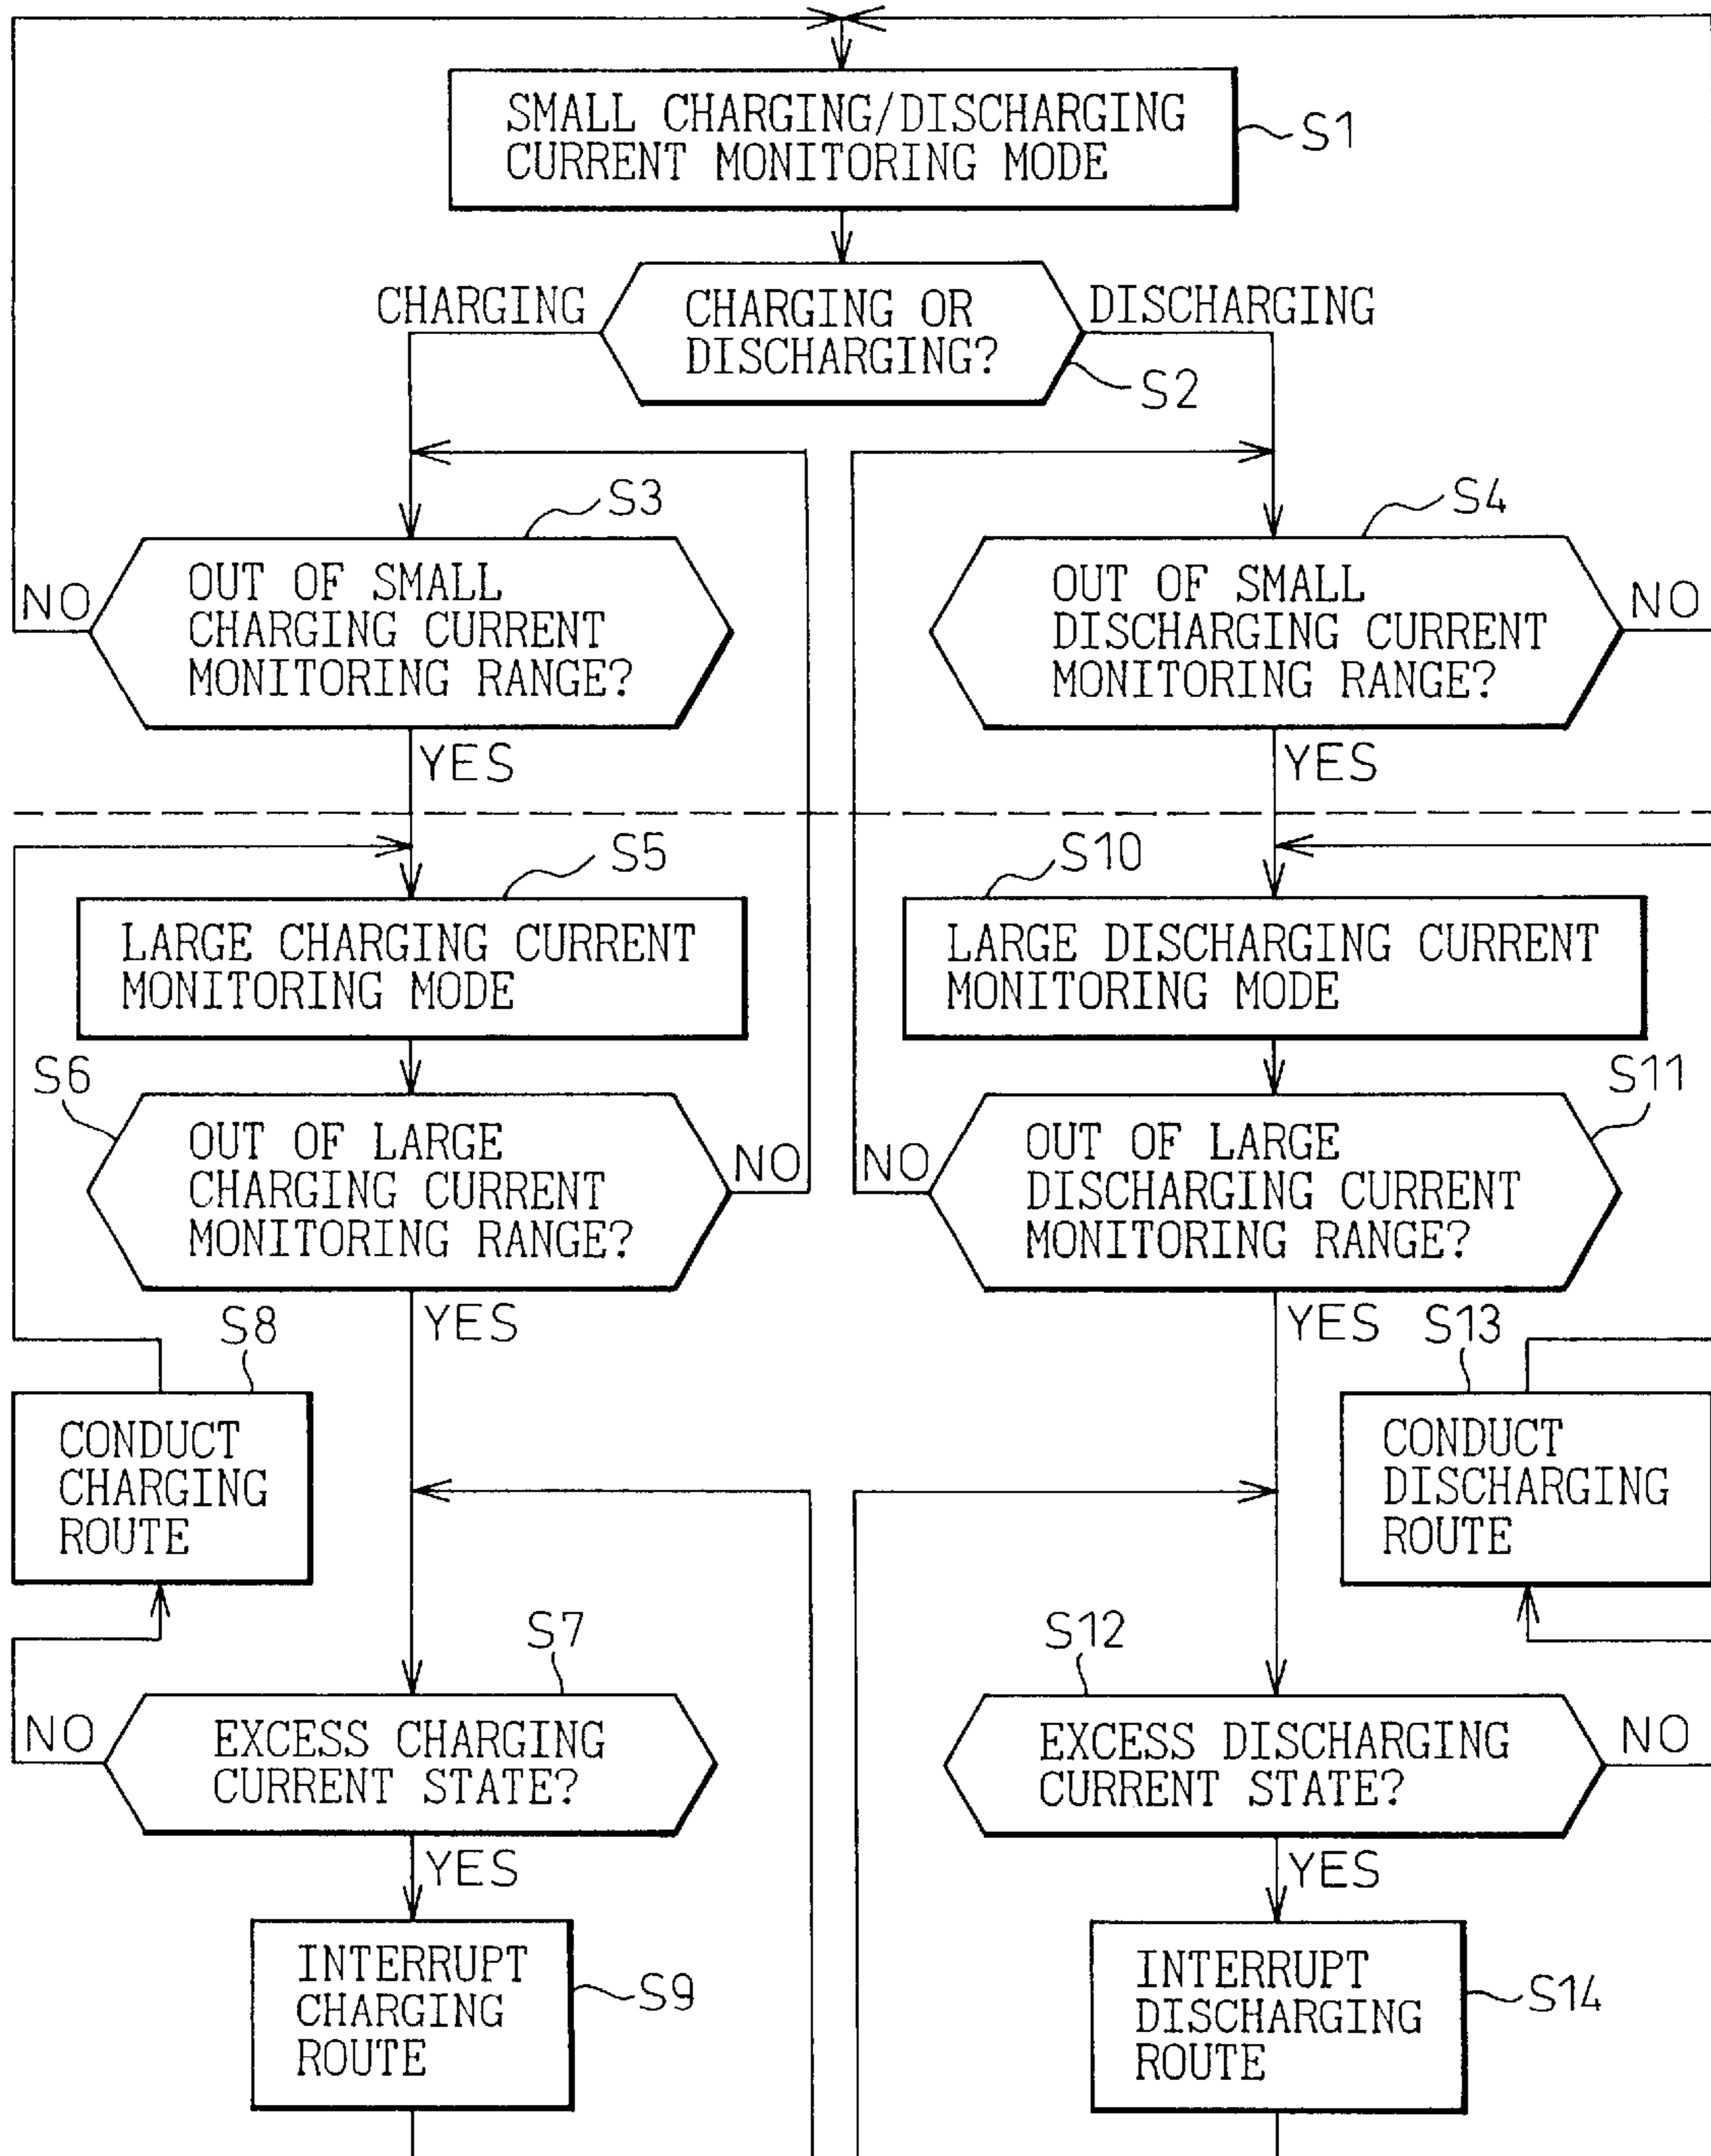 SMALL CHARGING/DISCHARGING
CURRENT MONITORING MODE
S1
CHARGING
CHARGING OR
DISCHARGING?
DISCHARGING
S2
S3
S4
OUT OF SMALL
CHARGING CURRENT
MONITORING RANGE?
NO
OUT OF SMALL
DISCHARGING CURRENT
MONITORING RANGE?
NO
YES
YES
S5
S10
LARGE CHARGING CURRENT
MONITORING MODE
LARGE DISCHARGING CURRENT
MONITORING MODE
S6
S11
OUT OF LARGE
CHARGING CURRENT
MONITORING RANGE?
NO
NO
OUT OF LARGE
DISCHARGING CURRENT
MONITORING RANGE?
S8
YES
YES
S13
CONDUCT
CHARGING
ROUTE
CONDUCT
DISCHARGING
ROUTE
S7
S12
NO
EXCESS CHARGING
CURRENT STATE?
EXCESS DISCHARGING
CURRENT STATE?
NO
YES
YES
INTERRUPT
CHARGING
ROUTE
S9
INTERRUPT
DISCHARGING
ROUTE
S14